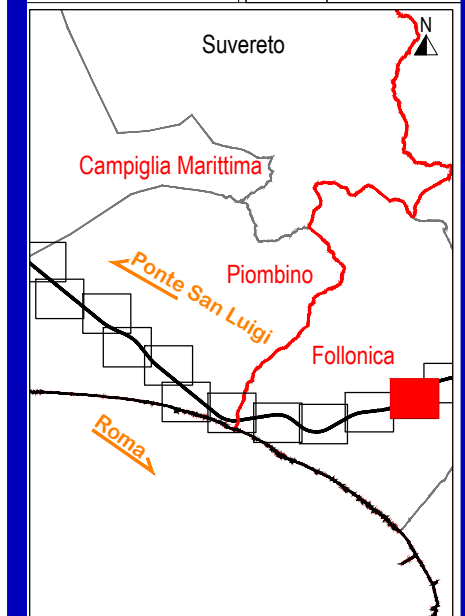 N
Suvereto
Campiglia Marittima
Ponte San Luigi
Piombino
Follonica
Roma